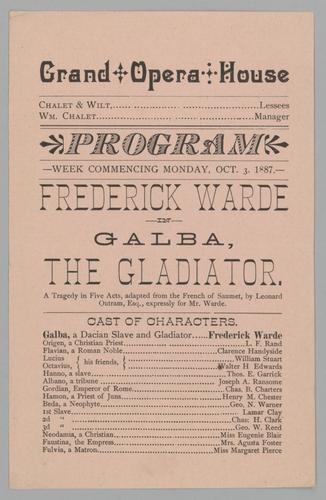 Grand Opera House
CHALET & WILT, Lessees
WM. CHALET Manager
PROGRAM
—WEEK COMMENCING MONDAY, OCT. 3, 1887.—
FREDERICK WARDE
—IN—
GALBA,
THE GLADIATOR.
A Tragedy in Five Acts, adapted from the French of Saumet, by Leonard
Outram, Esq., expressly for Mr. Warde.
CAST OF CHARACTERS.
Galba, a Dacian Slave and Gladiator......Frederick Warde
Origen, a Christian Priest L. F. Rand
Flavian, a Roman Noble Clarence Handyside
Lucius } his friends, { William Stuart
Octavius, } { Walter H Edwards
Hanno, a slave Thos. E. Garrick
Albano, a tribune Joseph A. Ransome
Gordian, Emperor of Rome Chas. B. Charters
Hamon, a Priest of Juns Henry M. Chester
Beda, a Neophyte Geo. N. Warner
1st Slave Lamar Clay
2d " Chas: H. Clark
3d " Geo. W. Reed
Neodamia, a Christian Miss Eugenie Blair
Faustina, the Empress Mrs. Agusta Foster
Fulvia, a Matron Miss Margaret Pierce